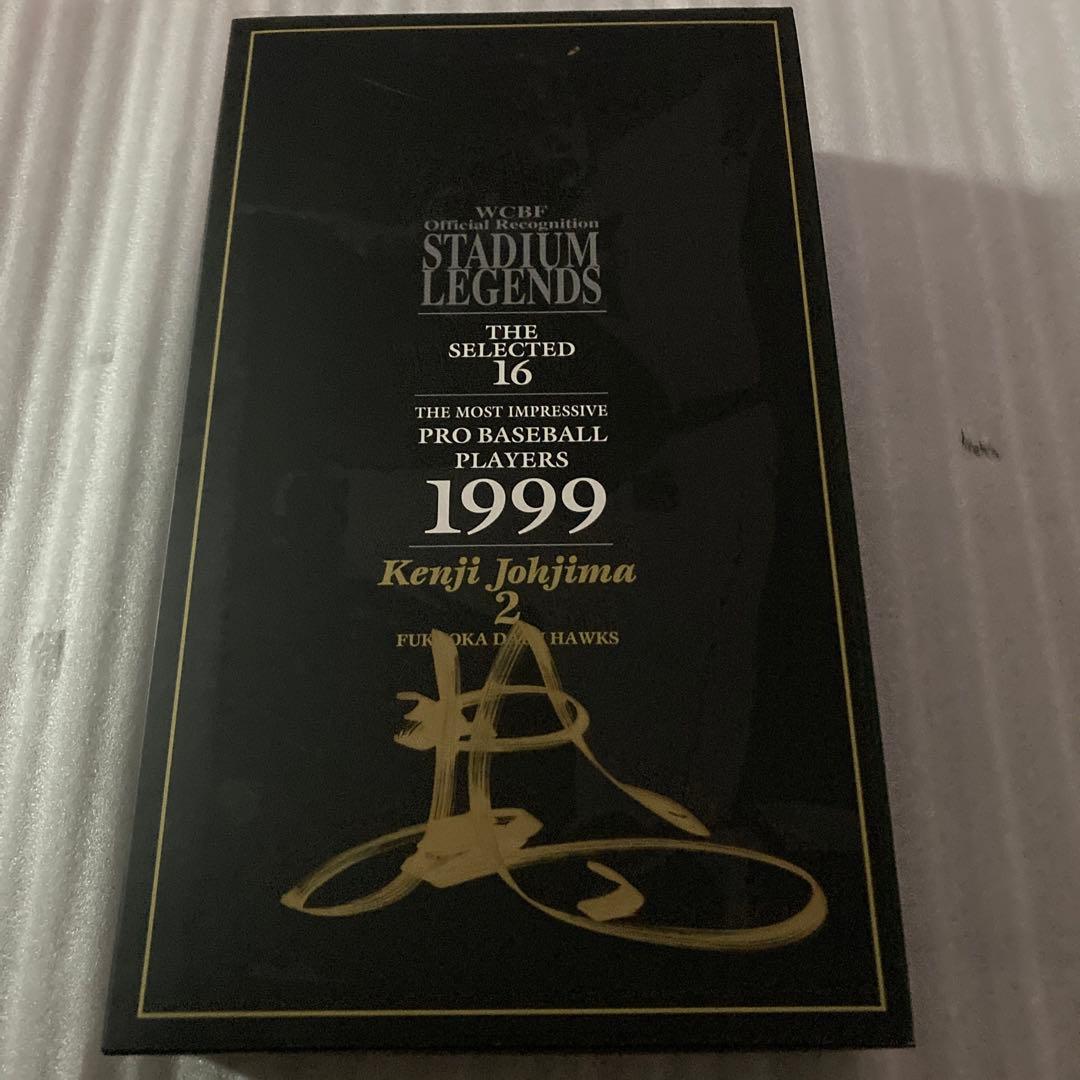 WCBF
Official Recognition
STADIUM
LEGENDS
THE
SELECTED
16
THE MOST IMPRESSIVE
PRO BASEBALL
PLAYERS
1999
Kenji Johjima
2
HAWKS